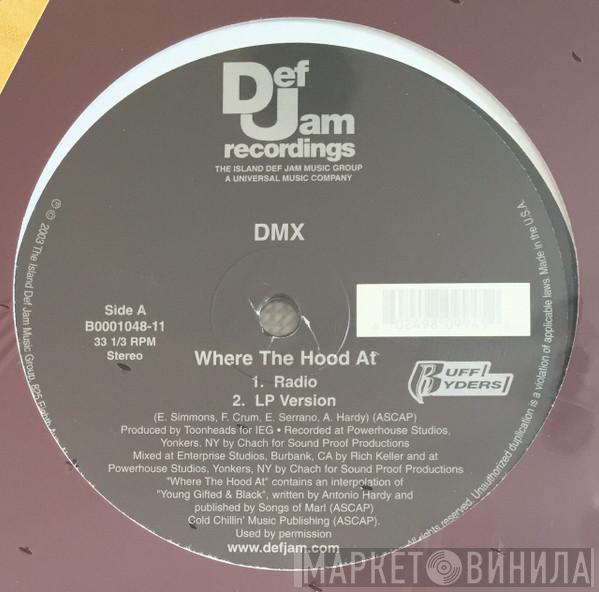 Def
Jam
recordings
THE ISLAND DEF JAM MUSIC GROUP
A UNIVERSAL MUSIC COMPANY
DMX
Side A
B0001048-11
33 1/3 RPM
Stereo
RUFF
RYDERS
Where The Hood At
1. Radio
2. LP Version
(E. Simmons, F. Crum, E. Serrano, A. Hardy) (ASCAP)
Produced by Toonheads for IEG • Recorded at Powerhouse Studios,
Yonkers, NY by Chach for Sound Proof Productions
Mixed at Enterprise Studios, Burbank, CA by Rich Keller and at
Powerhouse Studios, Yonkers, NY by Chach for Sound Proof Productions
"Where The Hood At" contains an interpolation of
"Young Gifted & Black", written by Antonio Hardy and
published by Songs of Marl (ASCAP)
Cold Chillin' Music Publishing (ASCAP).
Used by permission
www.defjam.com
℗ © 2003 The Island Def Jam Music Group, 825 Eighth
All rights reserved. Unauthorized duplication is a violation of applicable laws. Made in the U.S.A.
МАРКЕТ ВИНИЛА